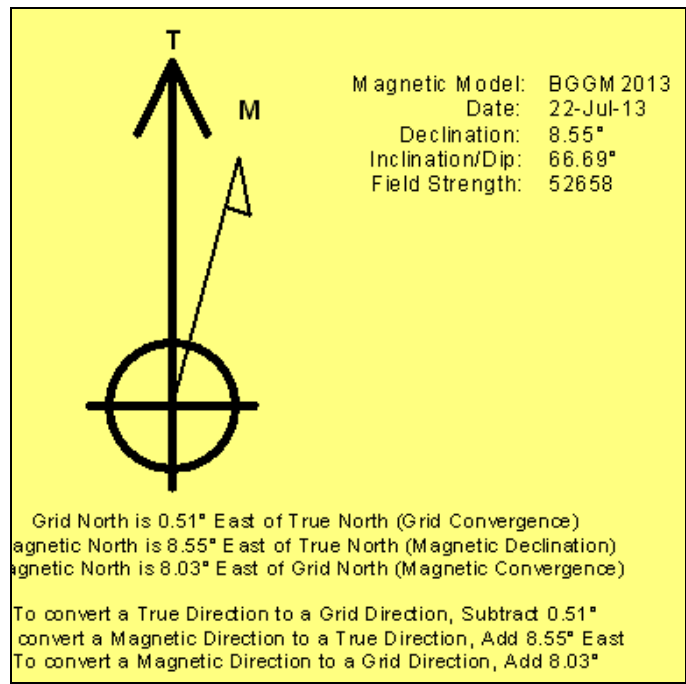 T
M
Magnetic Model: BGGM 2013
Date: 22-Jul-13
Declination: 8.55°
Inclination/Dip: 66.69°
Field Strength: 52658
Grid North is 0.51° East of True North (Grid Convergence)
agnetic North is 8.55° East of True North (Magnetic Declination)
agnetic North is 8.03° East of Grid North (Magnetic Convergence)
To convert a True Direction to a Grid Direction, Subtract 0.51°
convert a Magnetic Direction to a True Direction, Add 8.55° East
To convert a Magnetic Direction to a Grid Direction, Add 8.03°